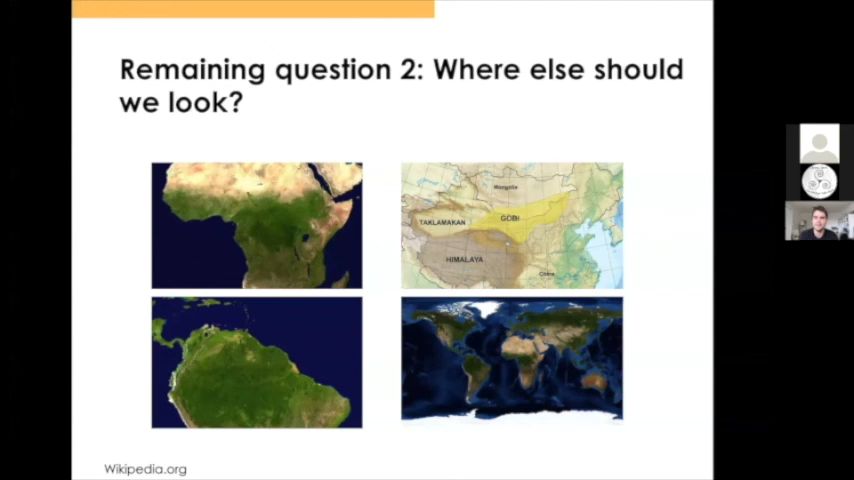 Remaining question 2: Where else should
we look?
Mongolia
TAKLAMAKAN
GOBI
HIMALAYA
China
Wikipedia.org